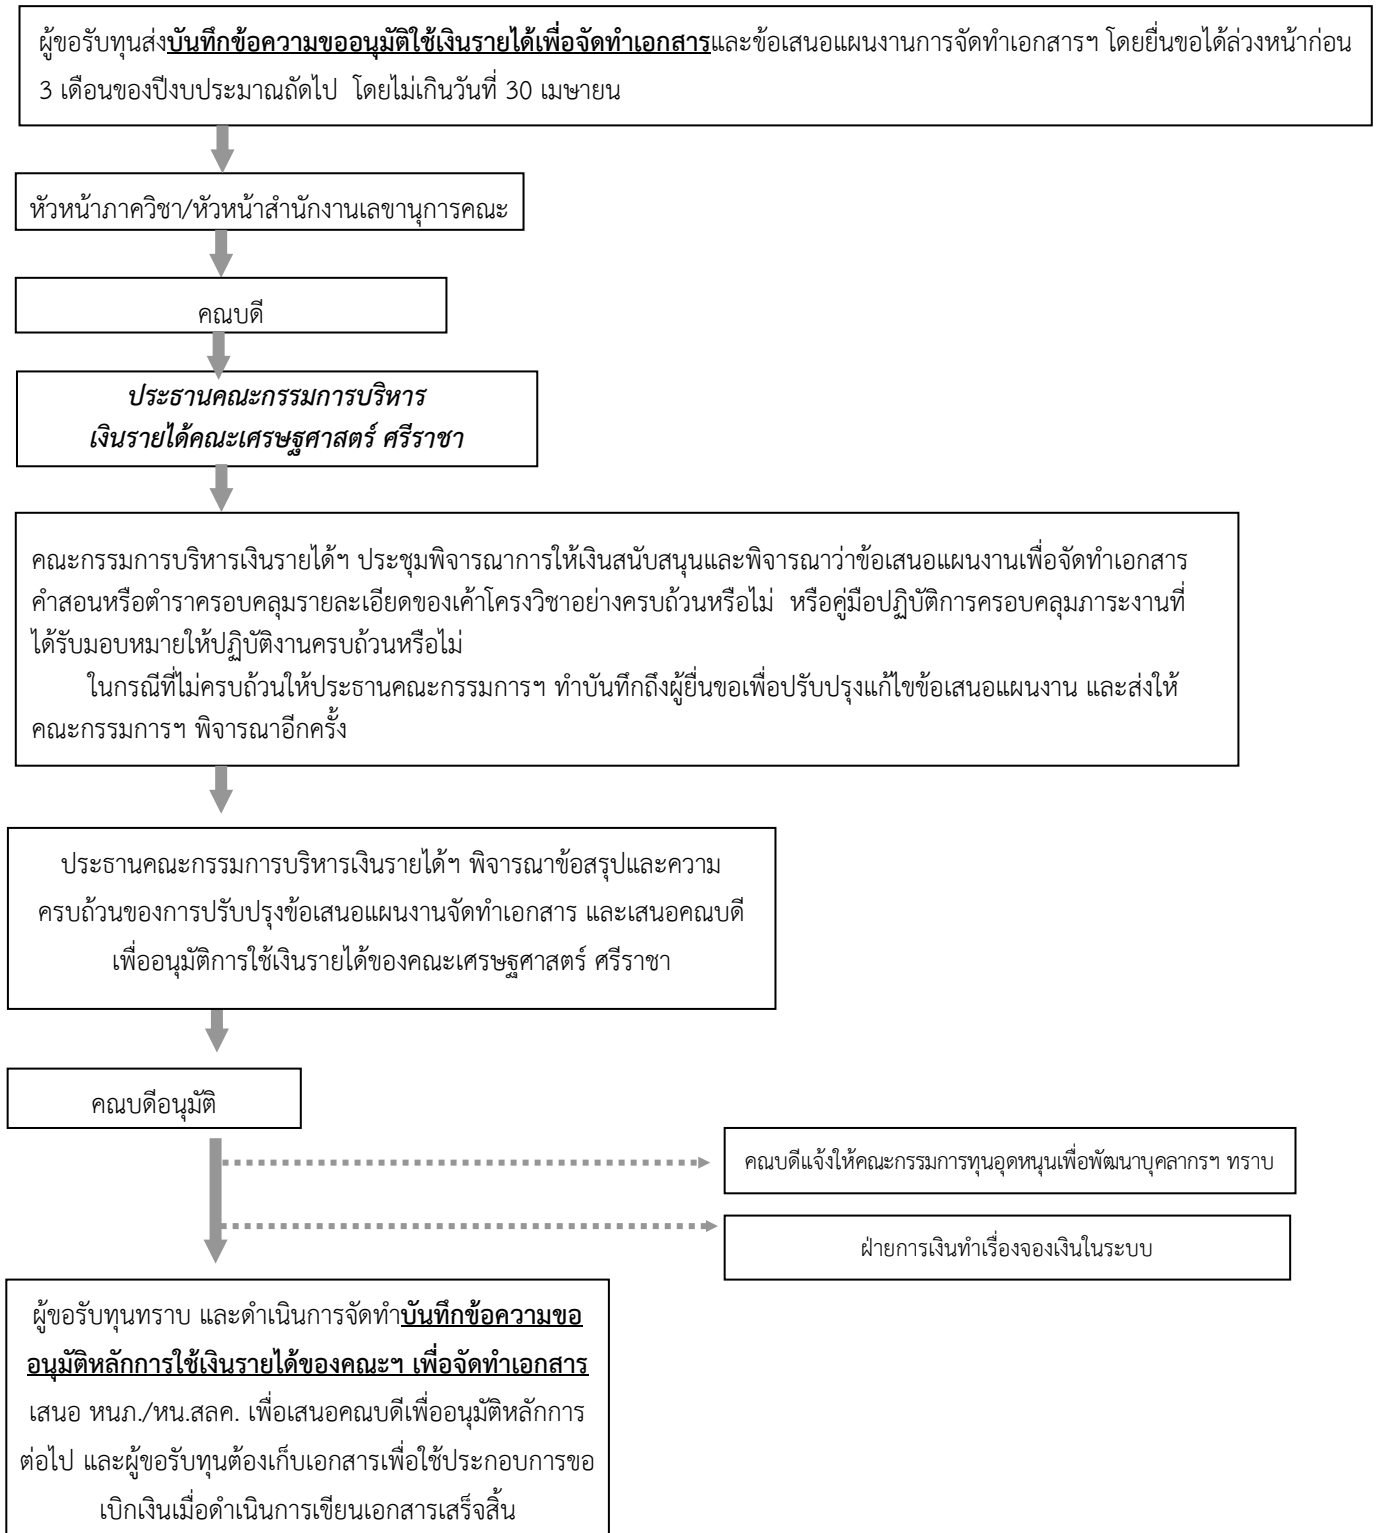 ผู้ขอรับทุนส่งบันทึกข้อความขออนุมัติใช้เงินรายได้เพื่อจัดทำเอกสารและข้อเสนอแผนงานการจัดทำเอกสารฯ โดยยื่นขอได้ล่วงหน้าก่อน
3 เดือนของปีงบประมาณถัดไป โดยไม่เกินวันที่ 30 เมษายน
หัวหน้าภาควิชา/หัวหน้าสำนักงานเลขานุการคณะ
คณบดี
ประธานคณะกรรมการบริหาร
เงินรายได้คณะเศรษฐศาสตร์ ศรีราชา
คณะกรรมการบริหารเงินรายได้ฯ ประชุมพิจารณาการให้เงินสนับสนุนและพิจารณาว่าข้อเสนอแผนงานเพื่อจัดทำเอกสาร
คำสอนหรือตำราครอบคลุมรายละเอียดของเค้าโครงวิชาอย่างครบถ้วนหรือไม่ หรือคู่มือปฏิบัติการครอบคลุมภาระงานที่
ได้รับมอบหมายให้ปฏิบัติงานครบถ้วนหรือไม่
ในกรณีที่ไม่ครบถ้วนให้ประธานคณะกรรมการฯ ทำบันทึกถึงผู้ยื่นขอเพื่อปรับปรุงแก้ไขข้อเสนอแผนงาน และส่งให้
คณะกรรมการฯ พิจารณาอีกครั้ง
ประธานคณะกรรมการบริหารเงินรายได้ฯ พิจารณาข้อสรุปและความ
ครบถ้วนของการปรับปรุงข้อเสนอแผนงานจัดทำเอกสาร และเสนอคณบดี
เพื่ออนุมัติการใช้เงินรายได้ของคณะเศรษฐศาสตร์ ศรีราชา
คณบดีอนุมัติ
คณบดีแจ้งให้คณะกรรมการทุนอุดหนุนเพื่อพัฒนาบุคลากรฯ ทราบ
ฝ่ายการเงินทำเรื่องจองเงินในระบบ
ผู้ขอรับทุนทราบ และดำเนินการจัดทำบันทึกข้อความขอ
อนุมัติหลักการใช้เงินรายได้ของคณะฯ เพื่อจัดทำเอกสาร
เสนอ หนภ./หน.สลค. เพื่อเสนอคณบดีเพื่ออนุมัติหลักการ
ต่อไป และผู้ขอรับทุนต้องเก็บเอกสารเพื่อใช้ประกอบการขอ
เบิกเงินเมื่อดำเนินการเขียนเอกสารเสร็จสิ้น